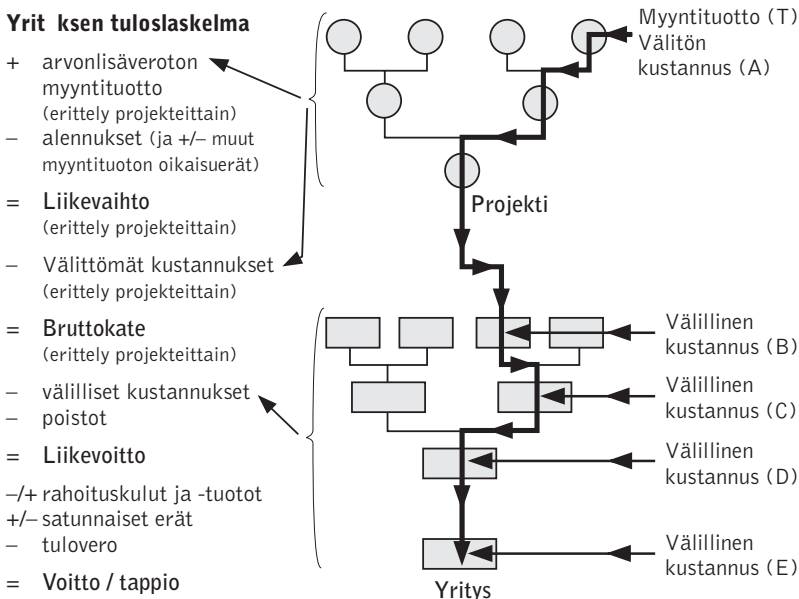 Yrit ksen tuloslaskelma
+ arvonlisäveroton
myyntituotto
(erittely projekteittain)
– alennukset (ja +/– muut
myyntituoton oikaisuerät)
= Liikevaihto
(erittely projekteittain)
– Välittömät kustannukset
(erittely projekteittain)
= Bruttokate
(erittely projekteittain)
– välilliset kustannukset
– poistot
= Liikevoitto
–/+ rahoituskulut ja -tuotot
+/– satunnaiset erät
– tulovero
= Voitto / tappio
Myyntituotto (T)
Välitön
kustannus (A)
Projekti
Välillinen
kustannus (B)
Välillinen
kustannus (C)
Välillinen
kustannus (D)
Välillinen
kustannus (E)
Yritys